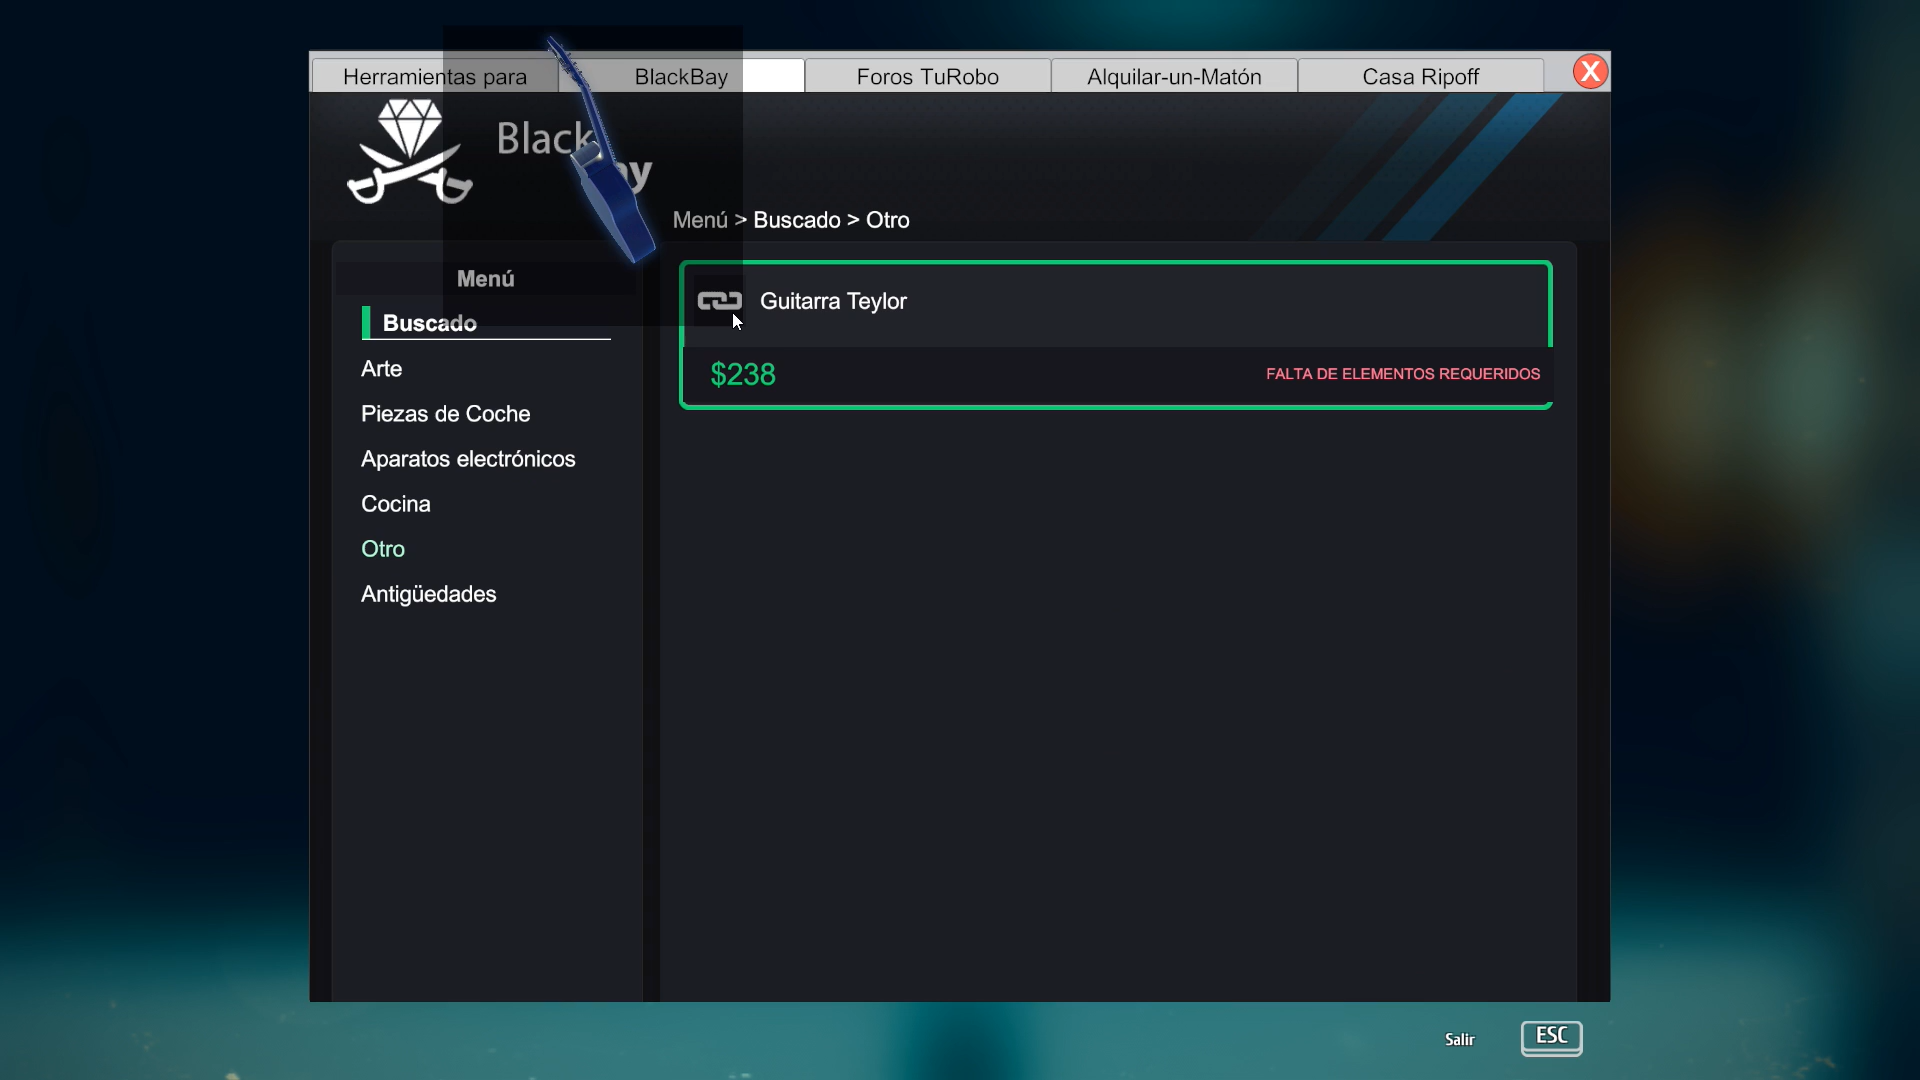 Herramientas para
BlackBay
Foros TuRobo
Alquilar-un-Matón
Casa Ripoff
X
Black
ay
Menú > Buscado > Otro
Menú
Buscado
Arte
Piezas de Coche
Aparatos electrónicos
Cocina
Otro
Antigüedades
Guitarra Teylor
$238
FALTA DE ELEMENTOS REQUERIDOS
Salir
ESC